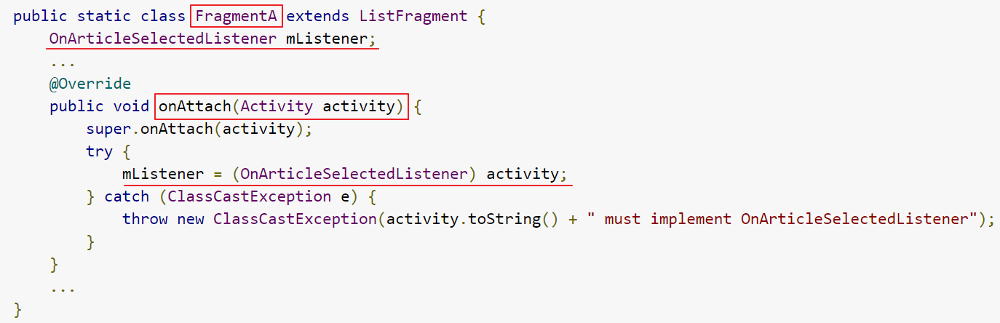 public static class FragmentA extends ListFragment {
    OnArticleSelectedListener mListener;
    ...
    @Override
    public void onAttach(Activity activity) {
        super.onAttach(activity);
        try {
            mListener = (OnArticleSelectedListener) activity;
        } catch (ClassCastException e) {
            throw new ClassCastException(activity.toString() + " must implement OnArticleSelectedListener");
        }
    }
    ...
}